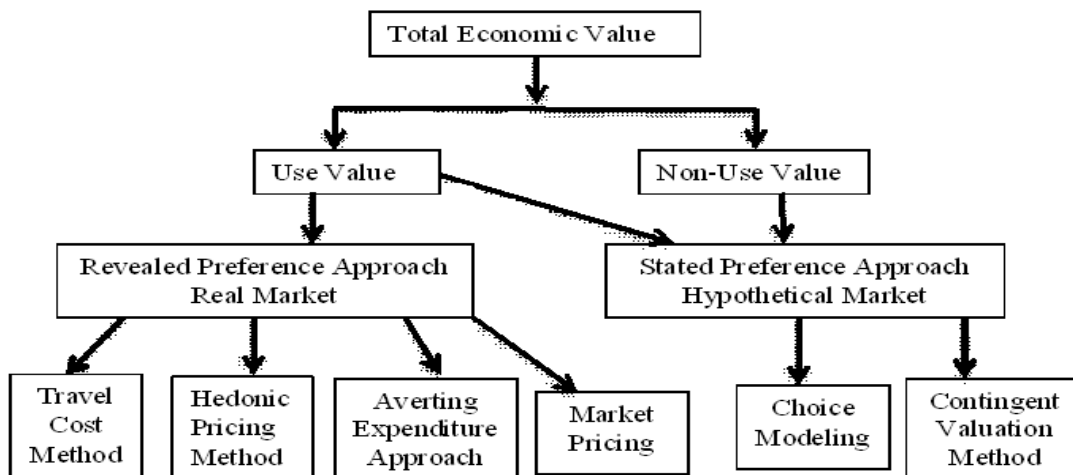 Total Economic Value
Use Value
Non-Use Value
Revealed Preference Approach
Real Market
Stated Preference Approach
Hypothetical Market
Travel
Cost
Method
Hedonic
Pricing
Method
Averting
Expenditure
Approach
Market
Pricing
Choice
Modeling
Contingent
Valuation
Method